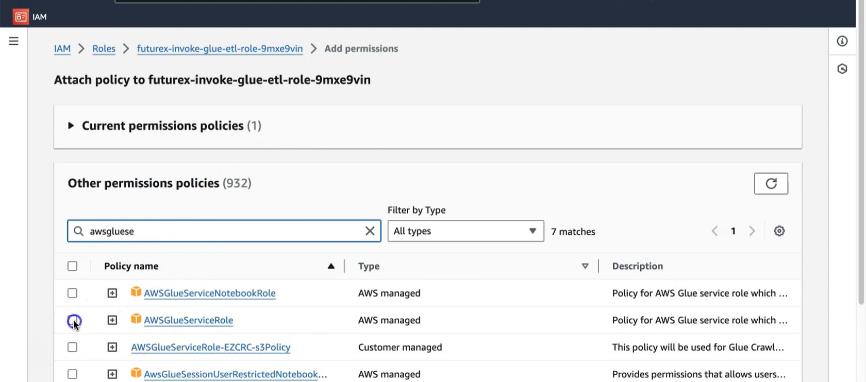 IAM
IAM > Roles > futurex-invoke-glue-etl-role-9mxe9vin > Add permissions
Attach policy to futurex-invoke-glue-etl-role-9mxe9vin
Current permissions policies (1)
Other permissions policies (932)
Filter by Type
awsgluese
All types
7 matches
1
Policy name Type Description
AWSGlueServiceNotebookRole AWS managed Policy for AWS Glue service role which ...
AWSGlueServiceRole AWS managed Policy for AWS Glue service role which ...
AWSGlueServiceRole-EZCRC-s3Policy Customer managed This policy will be used for Glue Crawl...
AwsGlueSessionUserRestrictedNotebook... AWS managed Provides permissions that allows users...